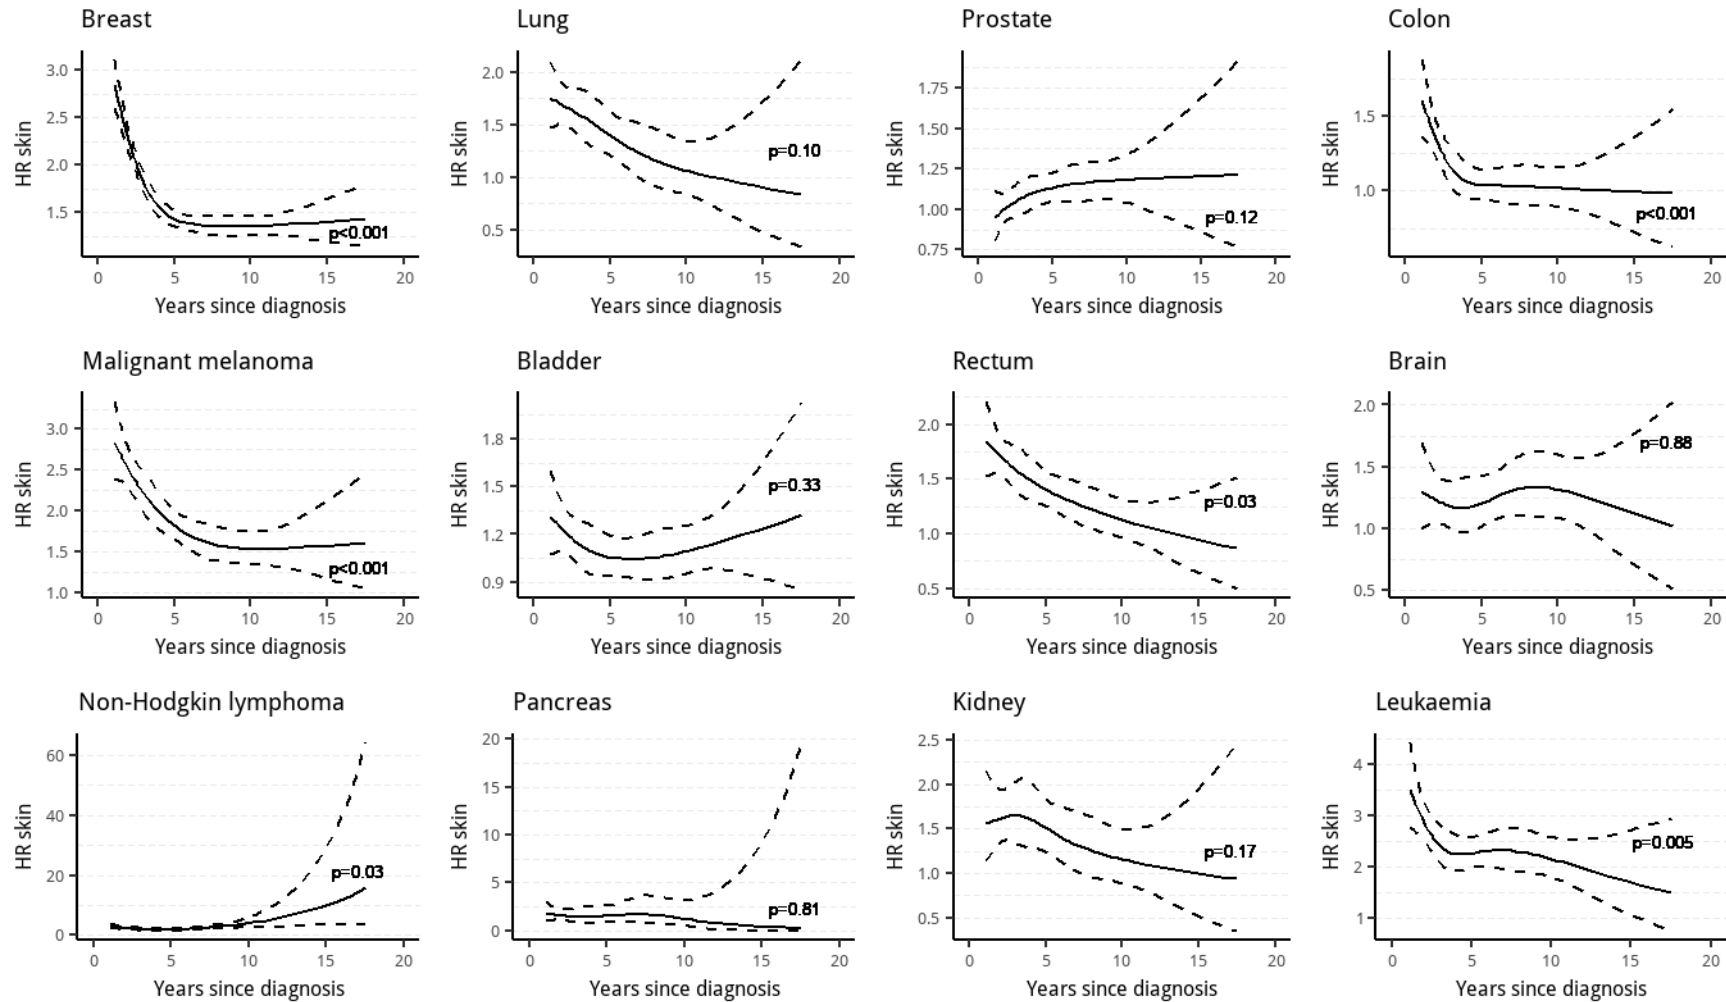 Breast
Lung
Prostate
Colon
HR skin
3.0
2.5
2.0
1.5
p<0.001
0 5 10 15 20
Years since diagnosis
HR skin
2.0
1.5
1.0
0.5
p=0.10
0 5 10 15 20
Years since diagnosis
HR skin
1.75
1.50
1.25
1.00
0.75
p=0.12
0 5 10 15 20
Years since diagnosis
HR skin
1.5
1.0
p<0.001
0 5 10 15 20
Years since diagnosis
Malignant melanoma
Bladder
Rectum
Brain
HR skin
3.0
2.5
2.0
1.5
1.0
p<0.001
0 5 10 15 20
Years since diagnosis
HR skin
1.8
1.5
1.2
0.9
p=0.33
0 5 10 15 20
Years since diagnosis
HR skin
2.0
1.5
1.0
0.5
p=0.03
0 5 10 15 20
Years since diagnosis
HR skin
2.0
1.5
1.0
0.5
p=0.88
0 5 10 15 20
Years since diagnosis
Non-Hodgkin lymphoma
Pancreas
Kidney
Leukaemia
HR skin
60
40
20
0
p=0.03
0 5 10 15 20
Years since diagnosis
HR skin
20
15
10
5
0
p=0.81
0 5 10 15 20
Years since diagnosis
HR skin
2.5
2.0
1.5
1.0
0.5
p=0.17
0 5 10 15 20
Years since diagnosis
HR skin
4
3
2
1
p=0.005
0 5 10 15 20
Years since diagnosis